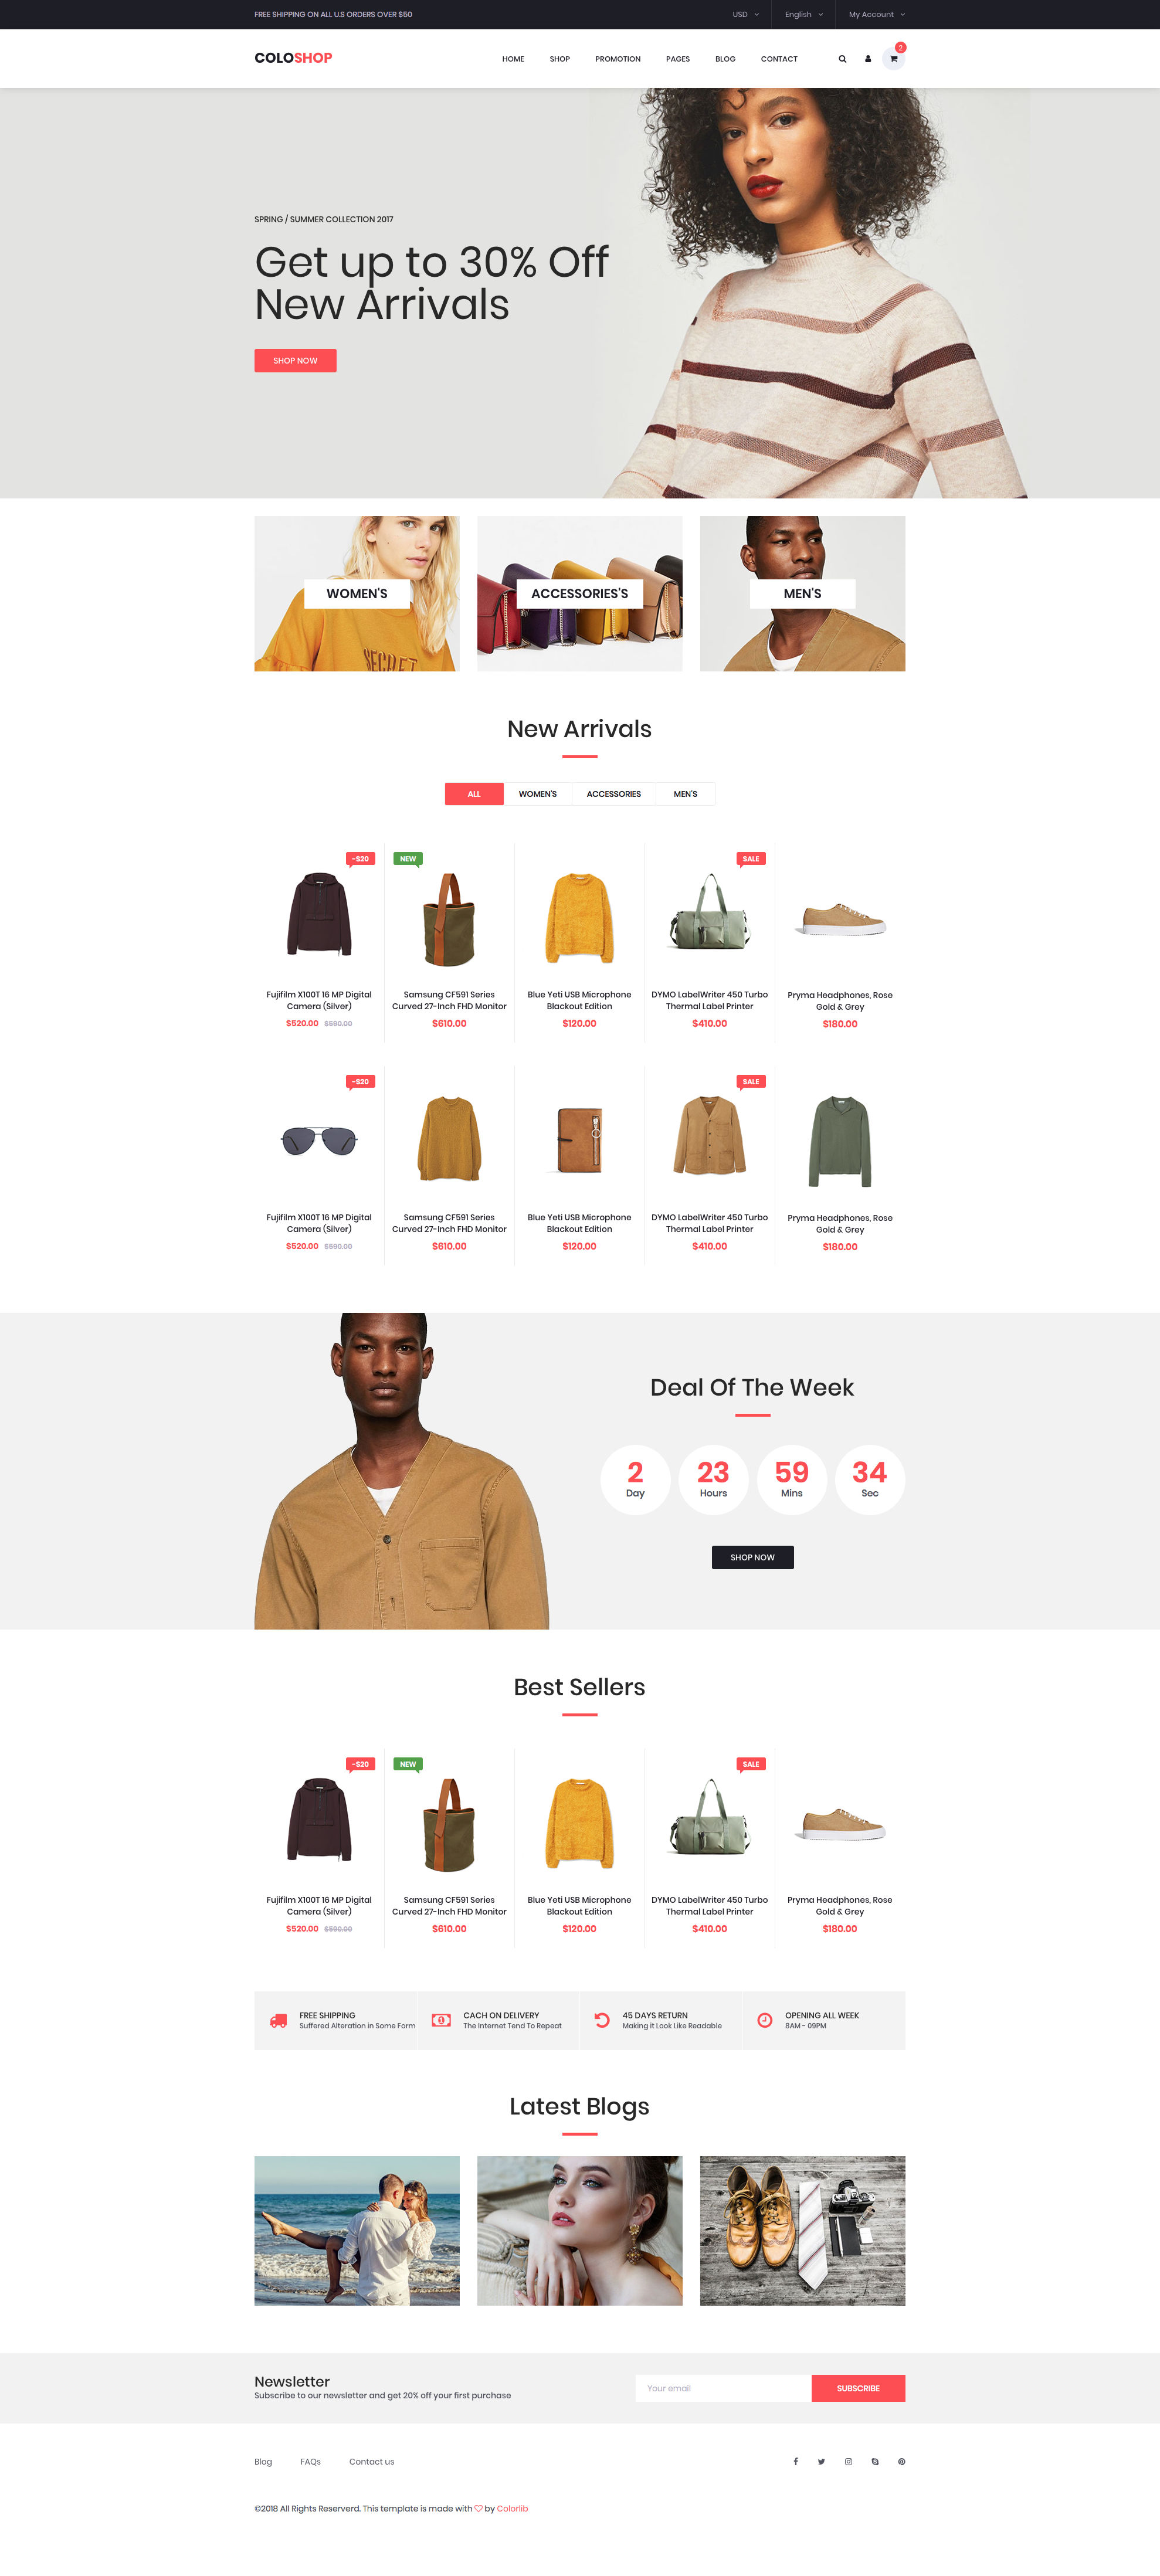 FREE SHIPPING ON ALL U.S ORDERS OVER $50
USD English My Account
COLOSHOP
HOME SHOP PROMOTION PAGES BLOG CONTACT
2
SPRING / SUMMER COLLECTION 2017
Get up to 30% Off
New Arrivals
SHOP NOW
WOMEN'S
ACCESSORIES'S
MEN'S
SECRET
New Arrivals
ALL WOMEN'S ACCESSORIES MEN'S
-$20
NEW
SALE
Fujifilm X100T 16 MP Digital
Camera (Silver)
$520.00 $590.00
Samsung CF591 Series
Curved 27-Inch FHD Monitor
$610.00
Blue Yeti USB Microphone
Blackout Edition
$120.00
DYMO LabelWriter 450 Turbo
Thermal Label Printer
$410.00
Pryma Headphones, Rose
Gold & Grey
$180.00
-$20
SALE
Fujifilm X100T 16 MP Digital
Camera (Silver)
$520.00 $590.00
Samsung CF591 Series
Curved 27-Inch FHD Monitor
$610.00
Blue Yeti USB Microphone
Blackout Edition
$120.00
DYMO LabelWriter 450 Turbo
Thermal Label Printer
$410.00
Pryma Headphones, Rose
Gold & Grey
$180.00
Deal Of The Week
2 23 59 34
Day Hours Mins Sec
SHOP NOW
Best Sellers
-$20
NEW
SALE
Fujifilm X100T 16 MP Digital
Camera (Silver)
$520.00 $590.00
Samsung CF591 Series
Curved 27-Inch FHD Monitor
$610.00
Blue Yeti USB Microphone
Blackout Edition
$120.00
DYMO LabelWriter 450 Turbo
Thermal Label Printer
$410.00
Pryma Headphones, Rose
Gold & Grey
$180.00
FREE SHIPPING
Suffered Alteration in Some Form
CACH ON DELIVERY
The Internet Tend To Repeat
45 DAYS RETURN
Making it Look Like Readable
OPENING ALL WEEK
8AM - 09PM
Latest Blogs
Newsletter
Subscribe to our newsletter and get 20% off your first purchase
Your email
SUBSCRIBE
Blog FAQs Contact us
©2018 All Rights Reserverd. This template is made with ♡ by Colorlib